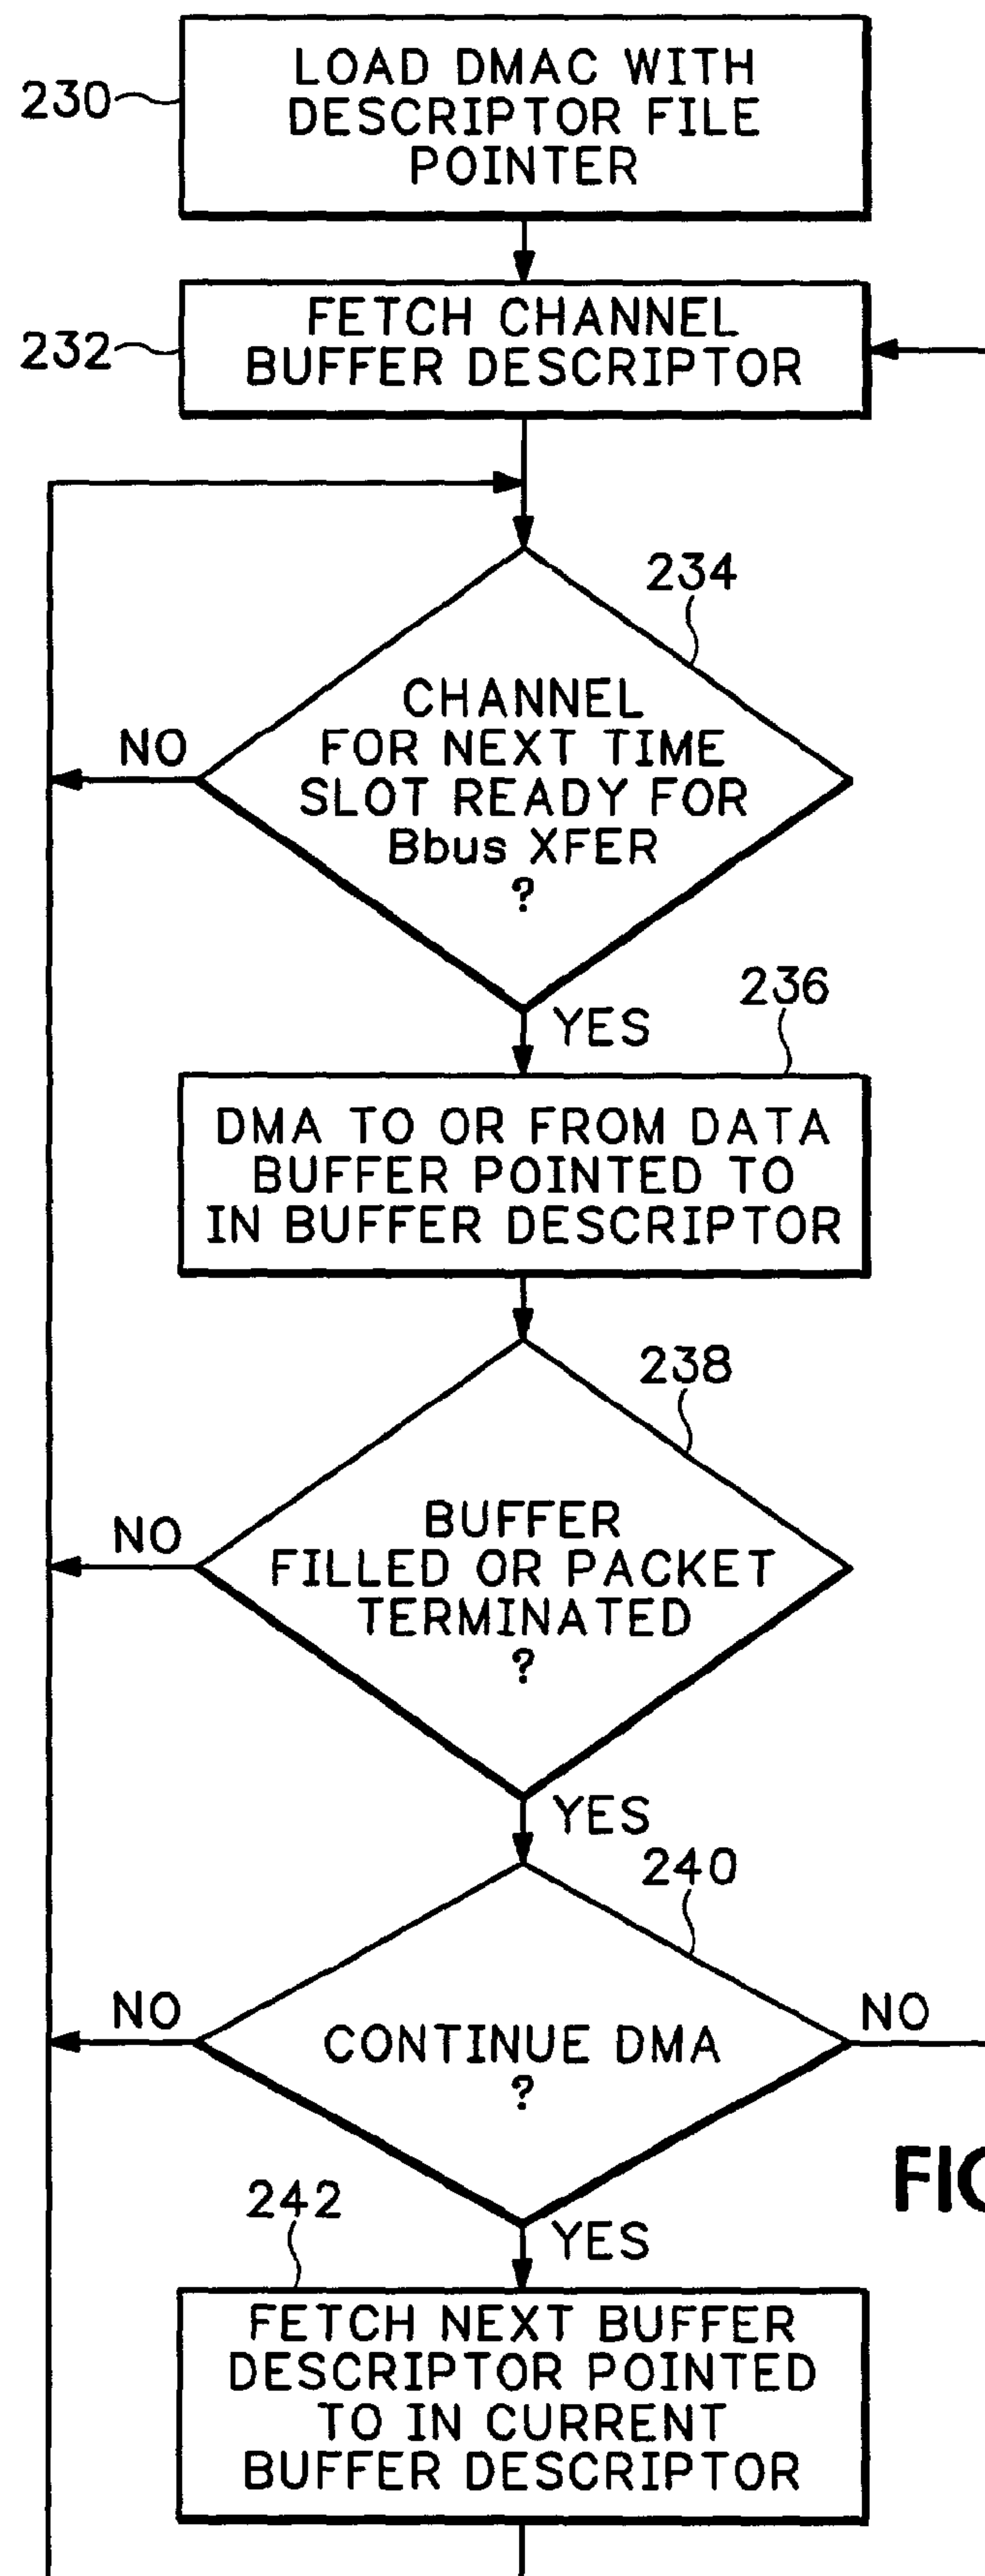 LOAD DMAC WITH
DESCRIPTOR FILE
POINTER
230
FETCH CHANNEL
BUFFER DESCRIPTOR
232
234
CHANNEL
FOR NEXT TIME
SLOT READY FOR
Bbus XFER
?
NO
YES
236
DMA TO OR FROM DATA
BUFFER POINTED TO
IN BUFFER DESCRIPTOR
238
BUFFER
FILLED OR PACKET
TERMINATED
?
NO
YES
240
CONTINUE DMA
?
NO
NO
YES
242
FETCH NEXT BUFFER
DESCRIPTOR POINTED
TO IN CURRENT
BUFFER DESCRIPTOR